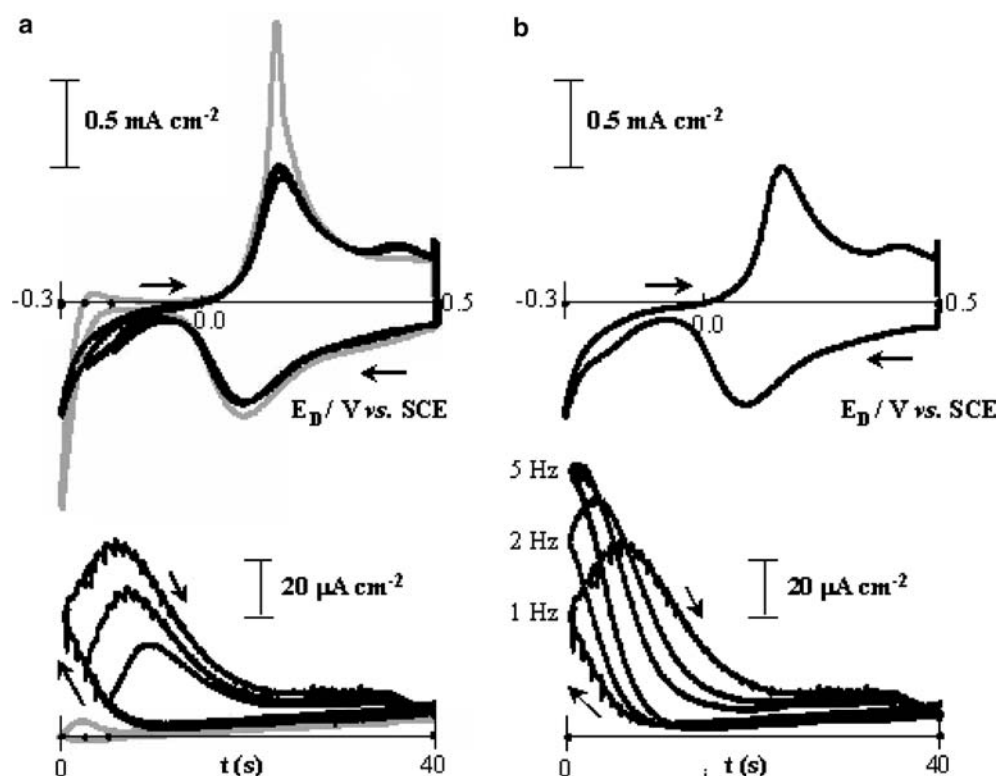 a
0.5 mA cm-2
-0.3
0.0
0.5
E_D / V vs. SCE
20 μA cm-2
0
t (s)
40
b
0.5 mA cm-2
-0.3
0.0
0.5
E_D / V vs. SCE
5 Hz
2 Hz
1 Hz
20 μA cm-2
0
t (s)
40